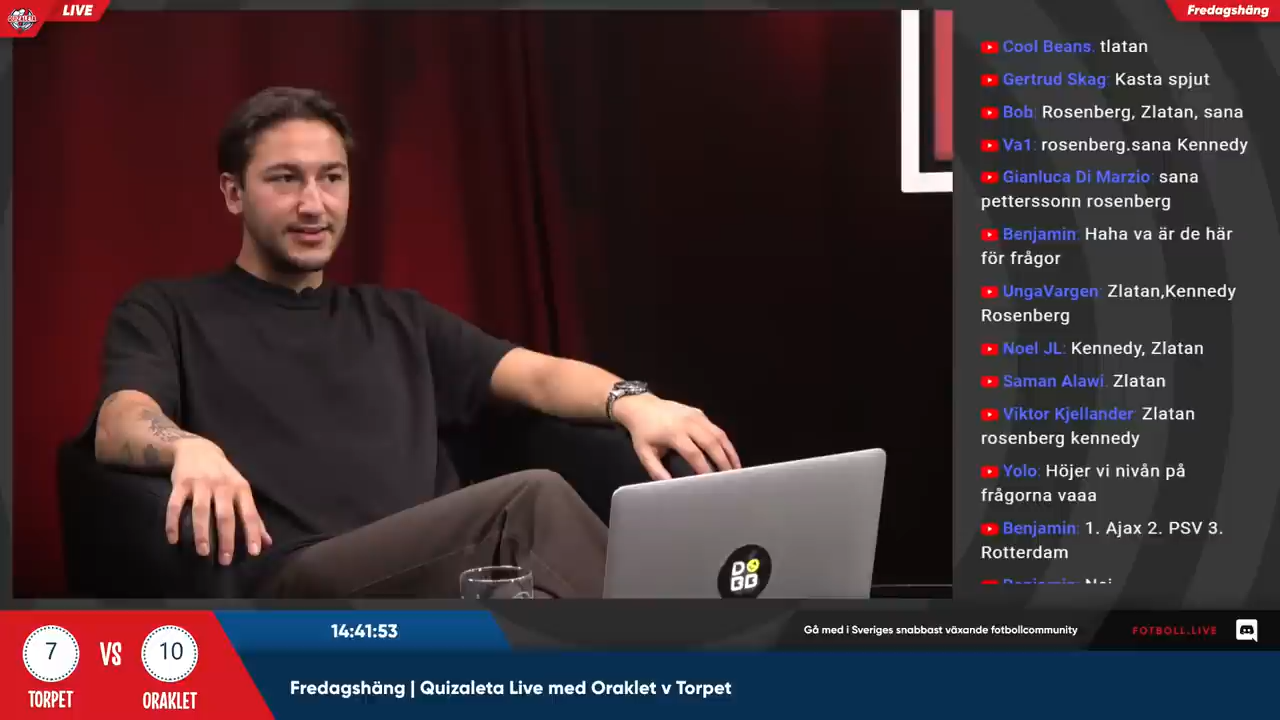 QUIZALETA
LIVE
Fredagshäng
Cool Beans: tlatan
Gertrud Skag: Kasta spjut
Bob: Rosenberg, Zlatan, sana
Va1: rosenberg.sana Kennedy
Gianluca Di Marzio: sana
petterssonn rosenberg
Benjamin: Haha va är de här
för frågor
UngaVargen: Zlatan,Kennedy
Rosenberg
Noel JL: Kennedy, Zlatan
Saman Alawi: Zlatan
Viktor Kjellander: Zlatan
rosenberg kennedy
Yolo: Höjer vi nivån på
frågorna vaaa
Benjamin: 1. Ajax 2. PSV 3.
Rotterdam
DOBB
7 VS 10
TORPET ORAKLET
14:41:53
Gå med i Sveriges snabbast växande fotbollcommunity
FOTBOLL.LIVE
Fredagshäng | Quizaleta Live med Oraklet v Torpet